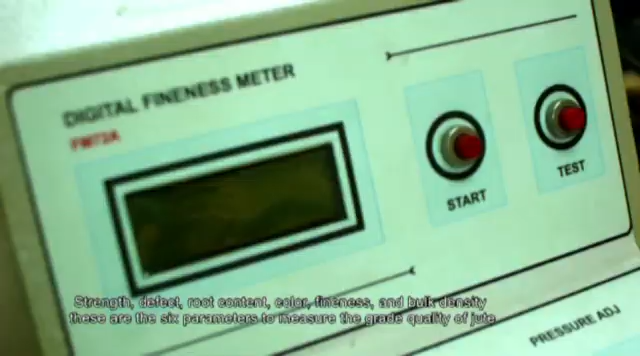 DIGITAL FINENESS METER
FM72A
START
TEST
Strength, defect, root content, color, fineness, and bulk density
these are the six parameters to measure the grade quality of jute
PRESSURE ADJ